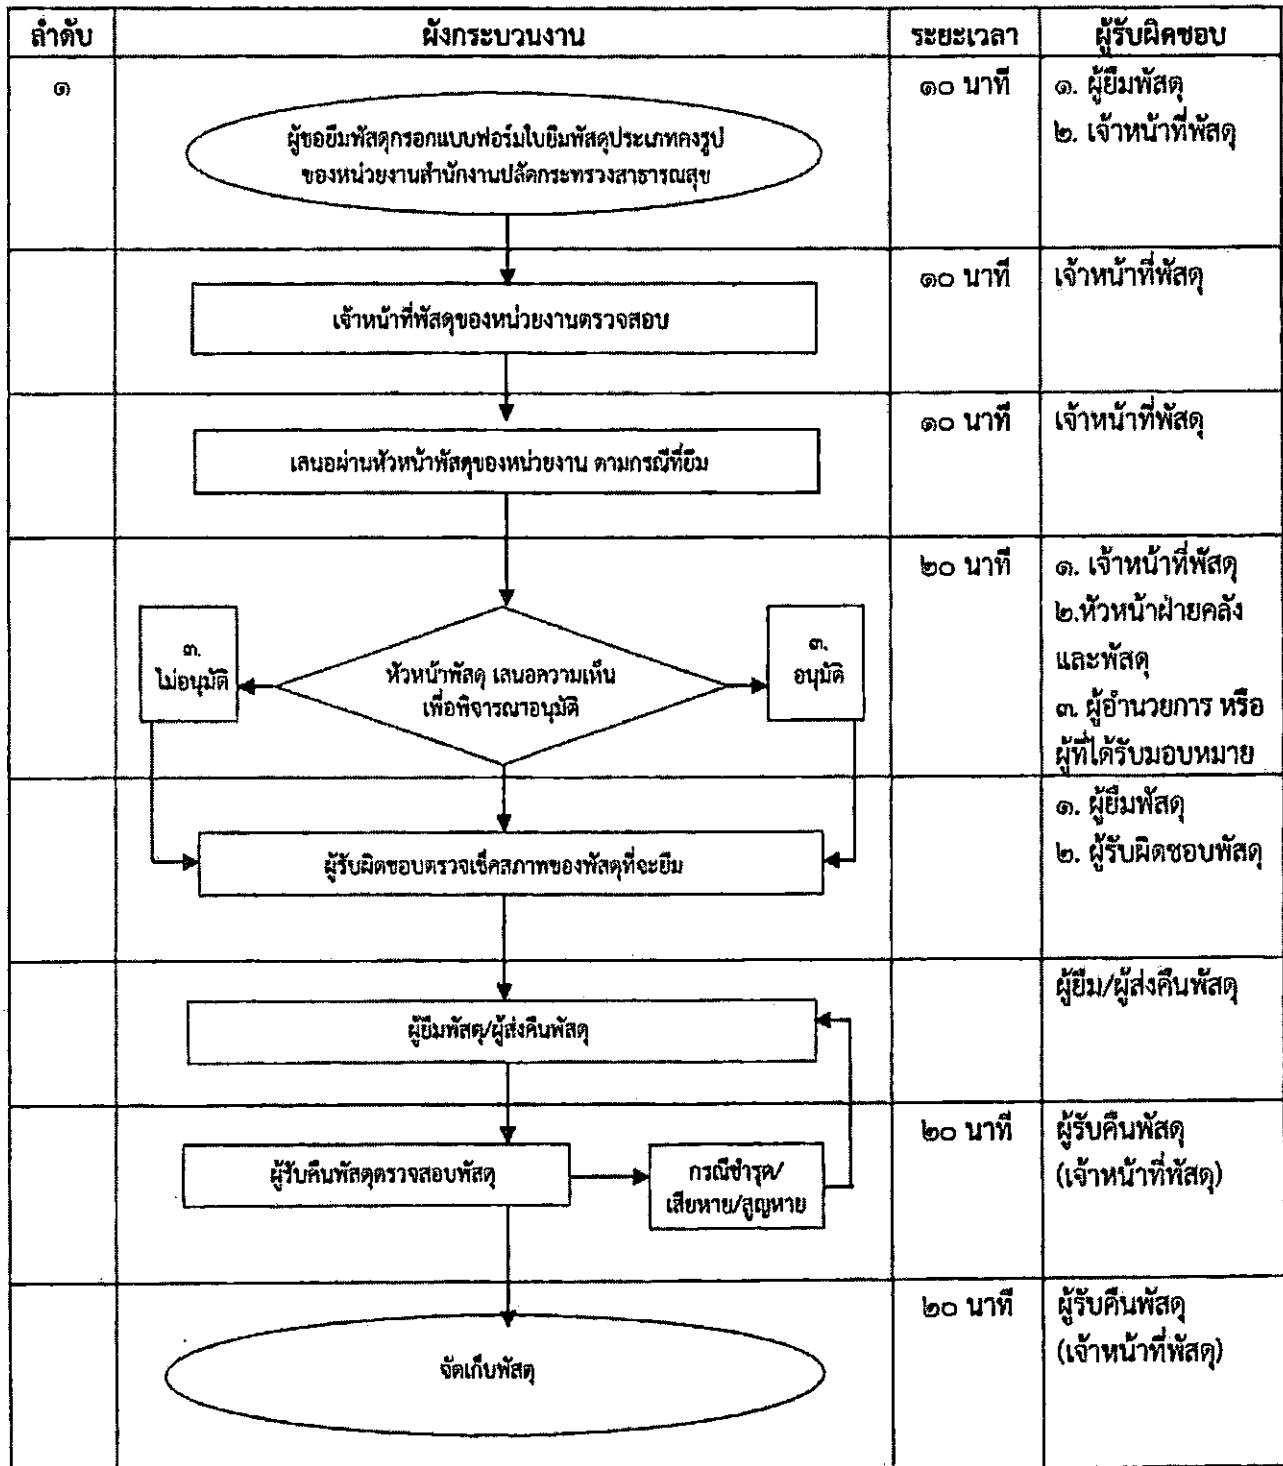 ลำดับ
ผังกระบวนงาน
ระยะเวลา
ผู้รับผิดชอบ
๑
ผู้ขอยืมพัสดุกรอกแบบฟอร์มใบยืมพัสดุประเภทคงรูป
ของหน่วยงานสำนักงานปลัดกระทรวงสาธารณสุข
๑๐ นาที
๑. ผู้ยืมพัสดุ
๒. เจ้าหน้าที่พัสดุ
เจ้าหน้าที่พัสดุของหน่วยงานตรวจสอบ
๑๐ นาที
เจ้าหน้าที่พัสดุ
เสนอผ่านหัวหน้าพัสดุของหน่วยงาน ตามกรณีที่ยืม
๑๐ นาที
เจ้าหน้าที่พัสดุ
๓.
ไม่อนุมัติ
หัวหน้าพัสดุ เสนอความเห็น
เพื่อพิจารณาอนุมัติ
๓.
อนุมัติ
๒๐ นาที
๑. เจ้าหน้าที่พัสดุ
๒.หัวหน้าฝ่ายคลัง
และพัสดุ
๓. ผู้อำนวยการ หรือ
ผู้ที่ได้รับมอบหมาย
ผู้รับผิดชอบตรวจเช็คสภาพของพัสดุที่จะยืม
๑. ผู้ยืมพัสดุ
๒. ผู้รับผิดชอบพัสดุ
ผู้ยืมพัสดุ/ผู้ส่งคืนพัสดุ
ผู้ยืม/ผู้ส่งคืนพัสดุ
ผู้รับคืนพัสดุตรวจสอบพัสดุ
กรณีชำรุด/
เสียหาย/สูญหาย
๒๐ นาที
ผู้รับคืนพัสดุ
(เจ้าหน้าที่พัสดุ)
จัดเก็บพัสดุ
๒๐ นาที
ผู้รับคืนพัสดุ
(เจ้าหน้าที่พัสดุ)